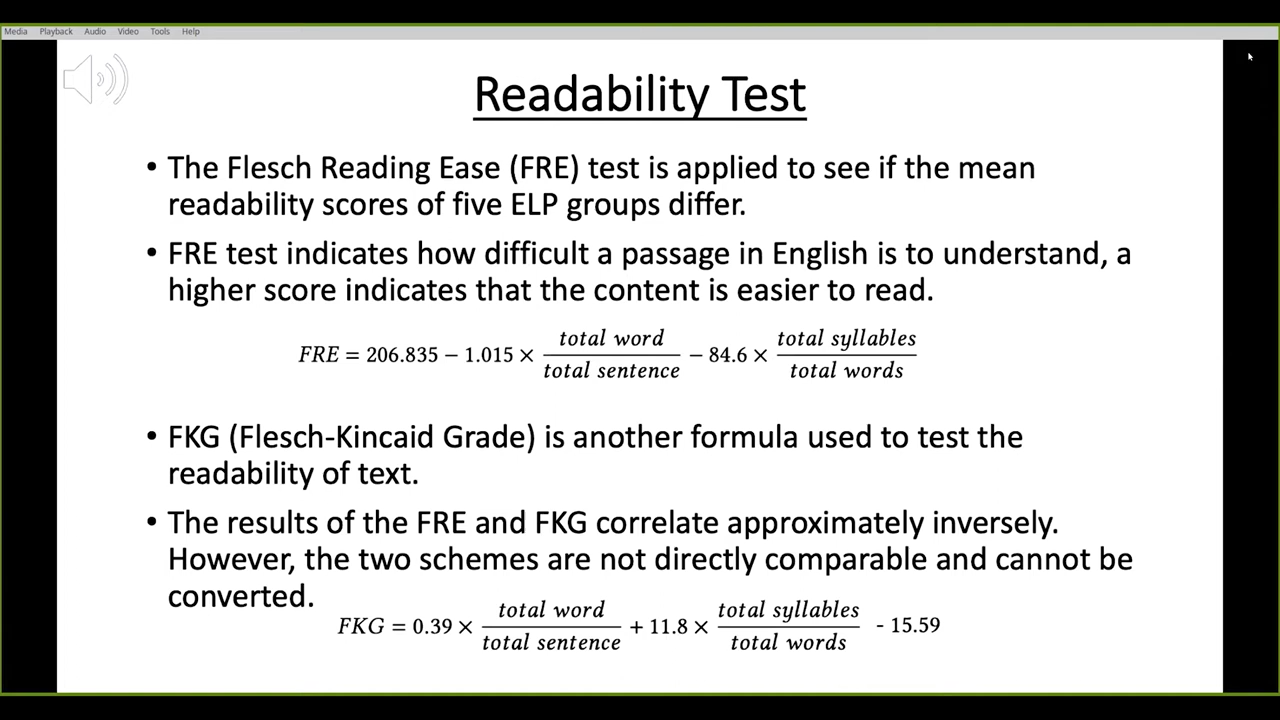 Media Playback Audio Video Tools Help
Readability Test
• The Flesch Reading Ease (FRE) test is applied to see if the mean
readability scores of five ELP groups differ.
• FRE test indicates how difficult a passage in English is to understand, a
higher score indicates that the content is easier to read.
FRE = 206.835 − 1.015 × total word / total sentence − 84.6 × total syllables / total words
• FKG (Flesch-Kincaid Grade) is another formula used to test the
readability of text.
• The results of the FRE and FKG correlate approximately inversely.
However, the two schemes are not directly comparable and cannot be
converted.
FKG = 0.39 × total word / total sentence + 11.8 × total syllables / total words - 15.59